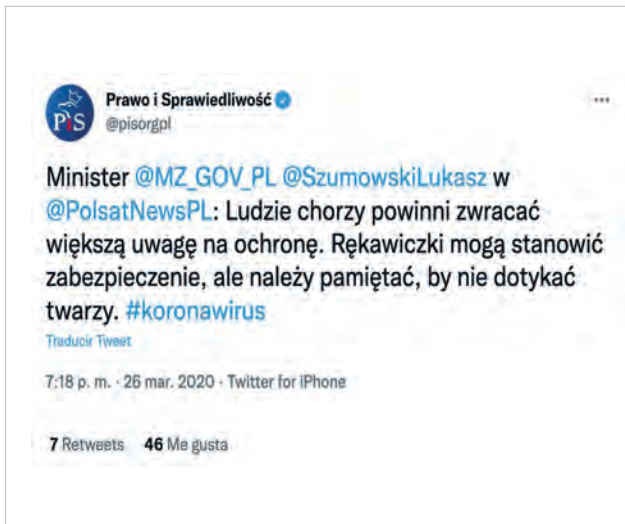 PiS
Prawo i Sprawiedliwość
@pisorgpl
Minister @MZ_GOV_PL @SzumowskiLukasz w
@PolsatNewsPL: Ludzie chorzy powinni zwracać
większą uwagę na ochronę. Rękawiczki mogą stanowić
zabezpieczenie, ale należy pamiętać, by nie dotykać
twarzy. #koronawirus
Traducir Tweet
7:18 p. m. · 26 mar. 2020 · Twitter for iPhone
7 Retweets 46 Me gusta